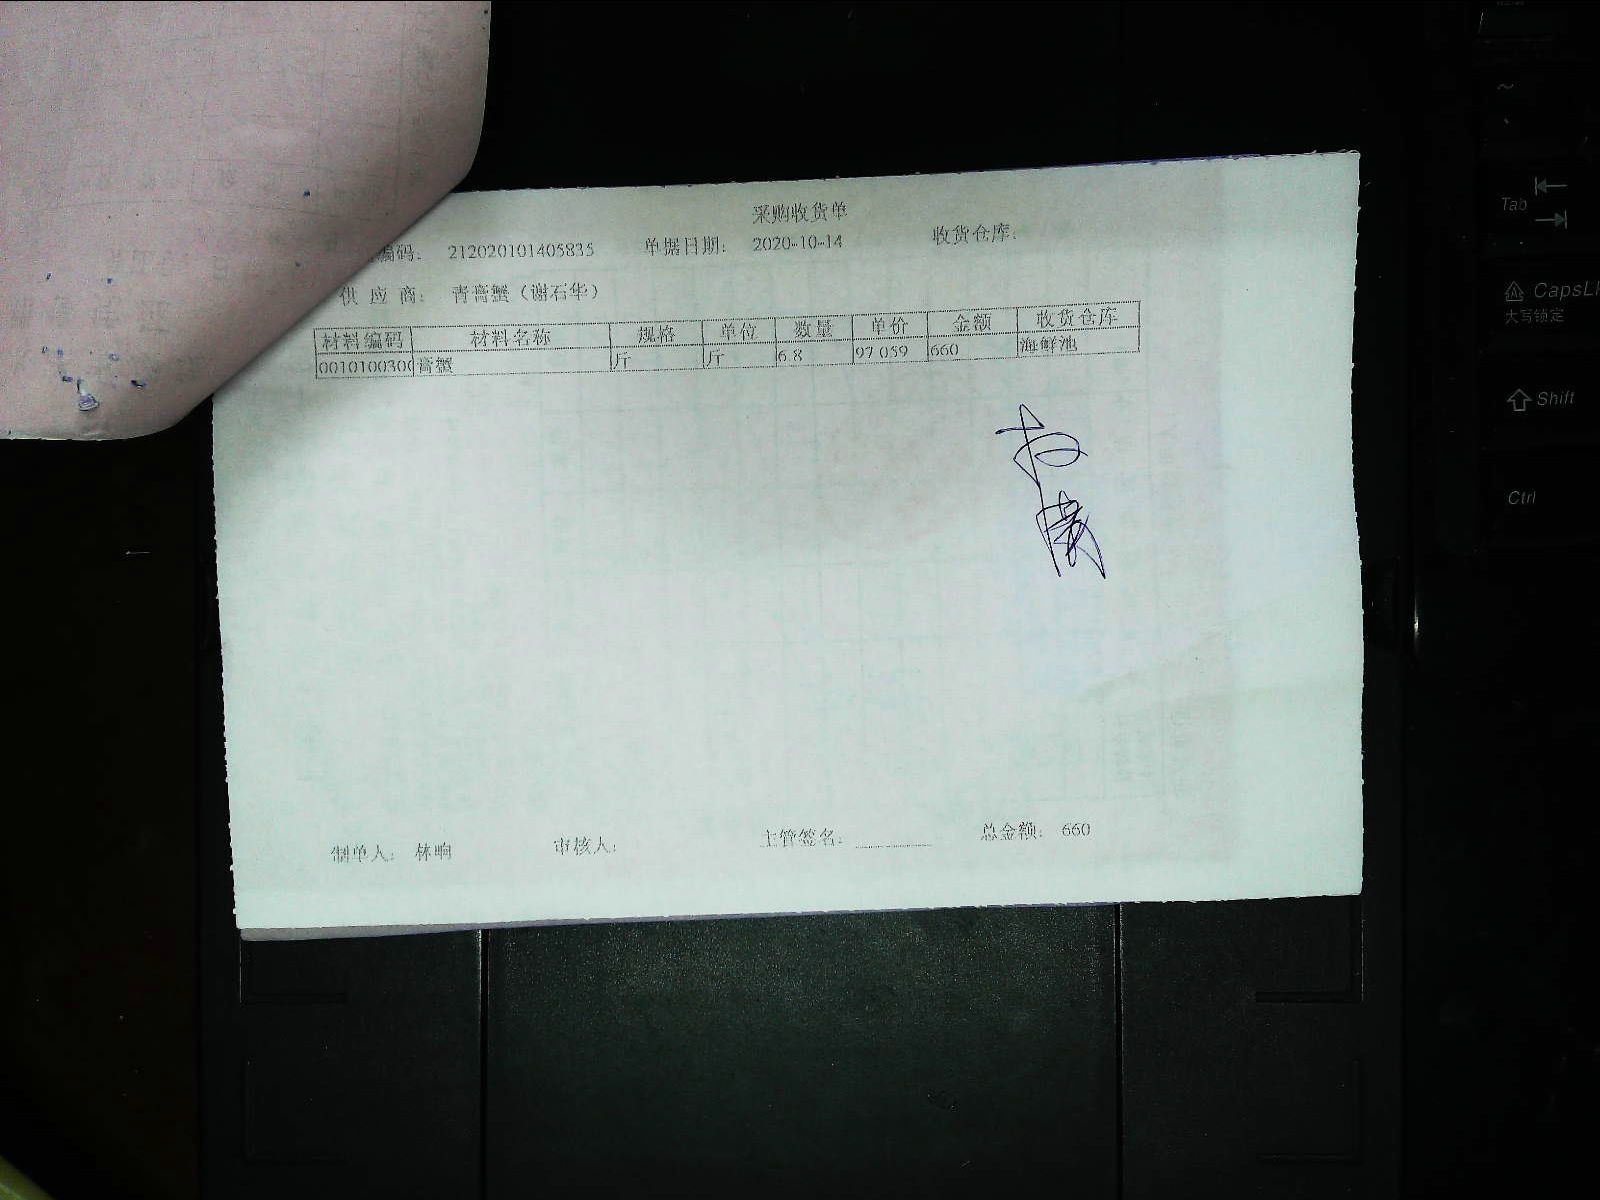 采购收货单
编码: 212020101405835 单据日期: 2020-10-14 收货仓库:
供应商: 青膏蟹(谢石华)
材料编码 材料名称 规格 单位 数量 单价 金额 收货仓库
0010100300 膏蟹 斤 斤 6.8 97.059 660 海鲜池
制单人: 林晌 审核人: 主管签名: 总金额: 660
~
Tab
CapsL
大写锁定
Shift
Ctrl